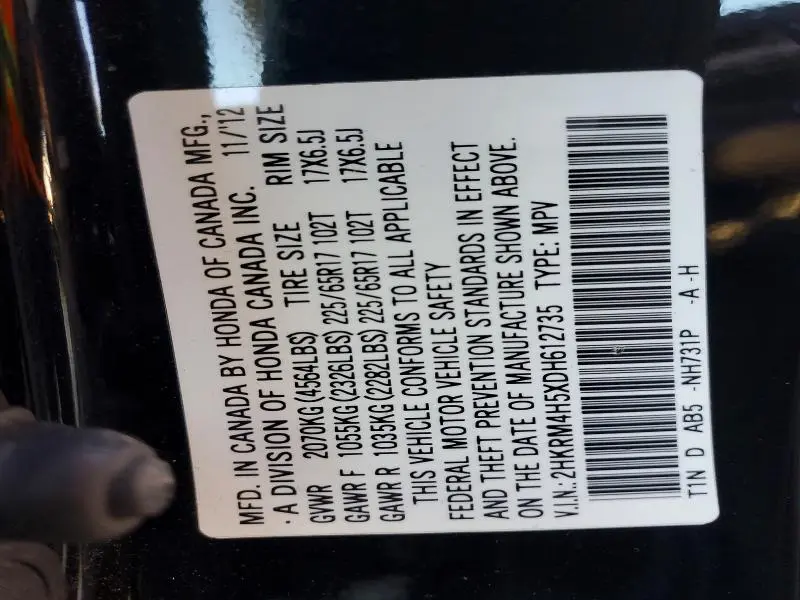 MFD. IN CANADA BY HONDA OF CANADA MFG.,
· A DIVISION OF HONDA CANADA INC. 11/'12
GVWR 2070KG (4564LBS) TIRE SIZE RIM SIZE
GAWR F 1055KG (2326LBS) 225/65R17 102T 17X6.5J
GAWR R 1035KG (2282LBS) 225/65R17 102T 17X6.5J
THIS VEHICLE CONFORMS TO ALL APPLICABLE
FEDERAL MOTOR VEHICLE SAFETY
AND THEFT PREVENTION STANDARDS IN EFFECT
ON THE DATE OF MANUFACTURE SHOWN ABOVE.
V.I.N.: 2HKRM4H5XDH612735 TYPE: MPV
T1N D AB5 -NH731P -A -H